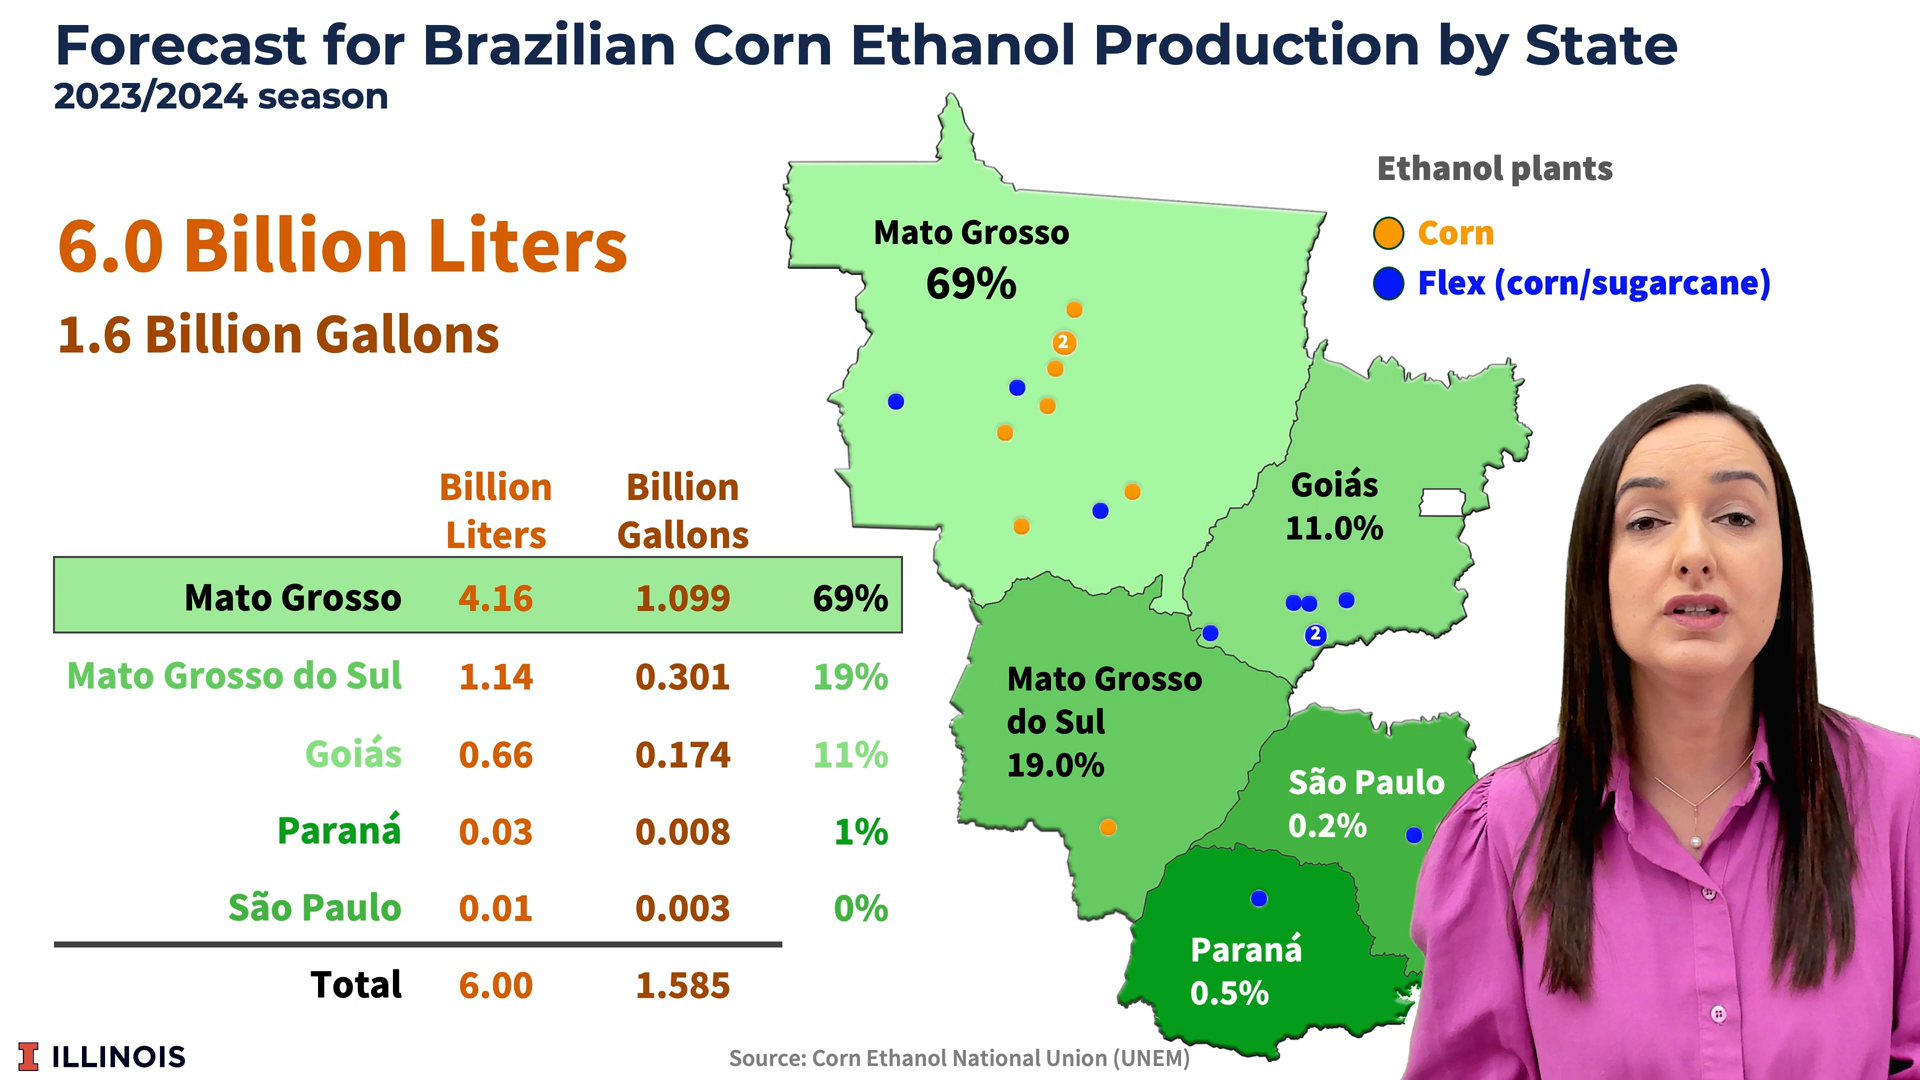 Forecast for Brazilian Corn Ethanol Production by State
2023/2024 season
6.0 Billion Liters
1.6 Billion Gallons
Ethanol plants
Corn
Flex (corn/sugarcane)
Mato Grosso
69%
2
Goiás
11.0%
2
Mato Grosso
do Sul
19.0%
São Paulo
0.2%
Paraná
0.5%
Billion Billion
Liters Gallons
Mato Grosso 4.16 1.099 69%
Mato Grosso do Sul 1.14 0.301 19%
Goiás 0.66 0.174 11%
Paraná 0.03 0.008 1%
São Paulo 0.01 0.003 0%
Total 6.00 1.585
I ILLINOIS
Source: Corn Ethanol National Union (UNEM)